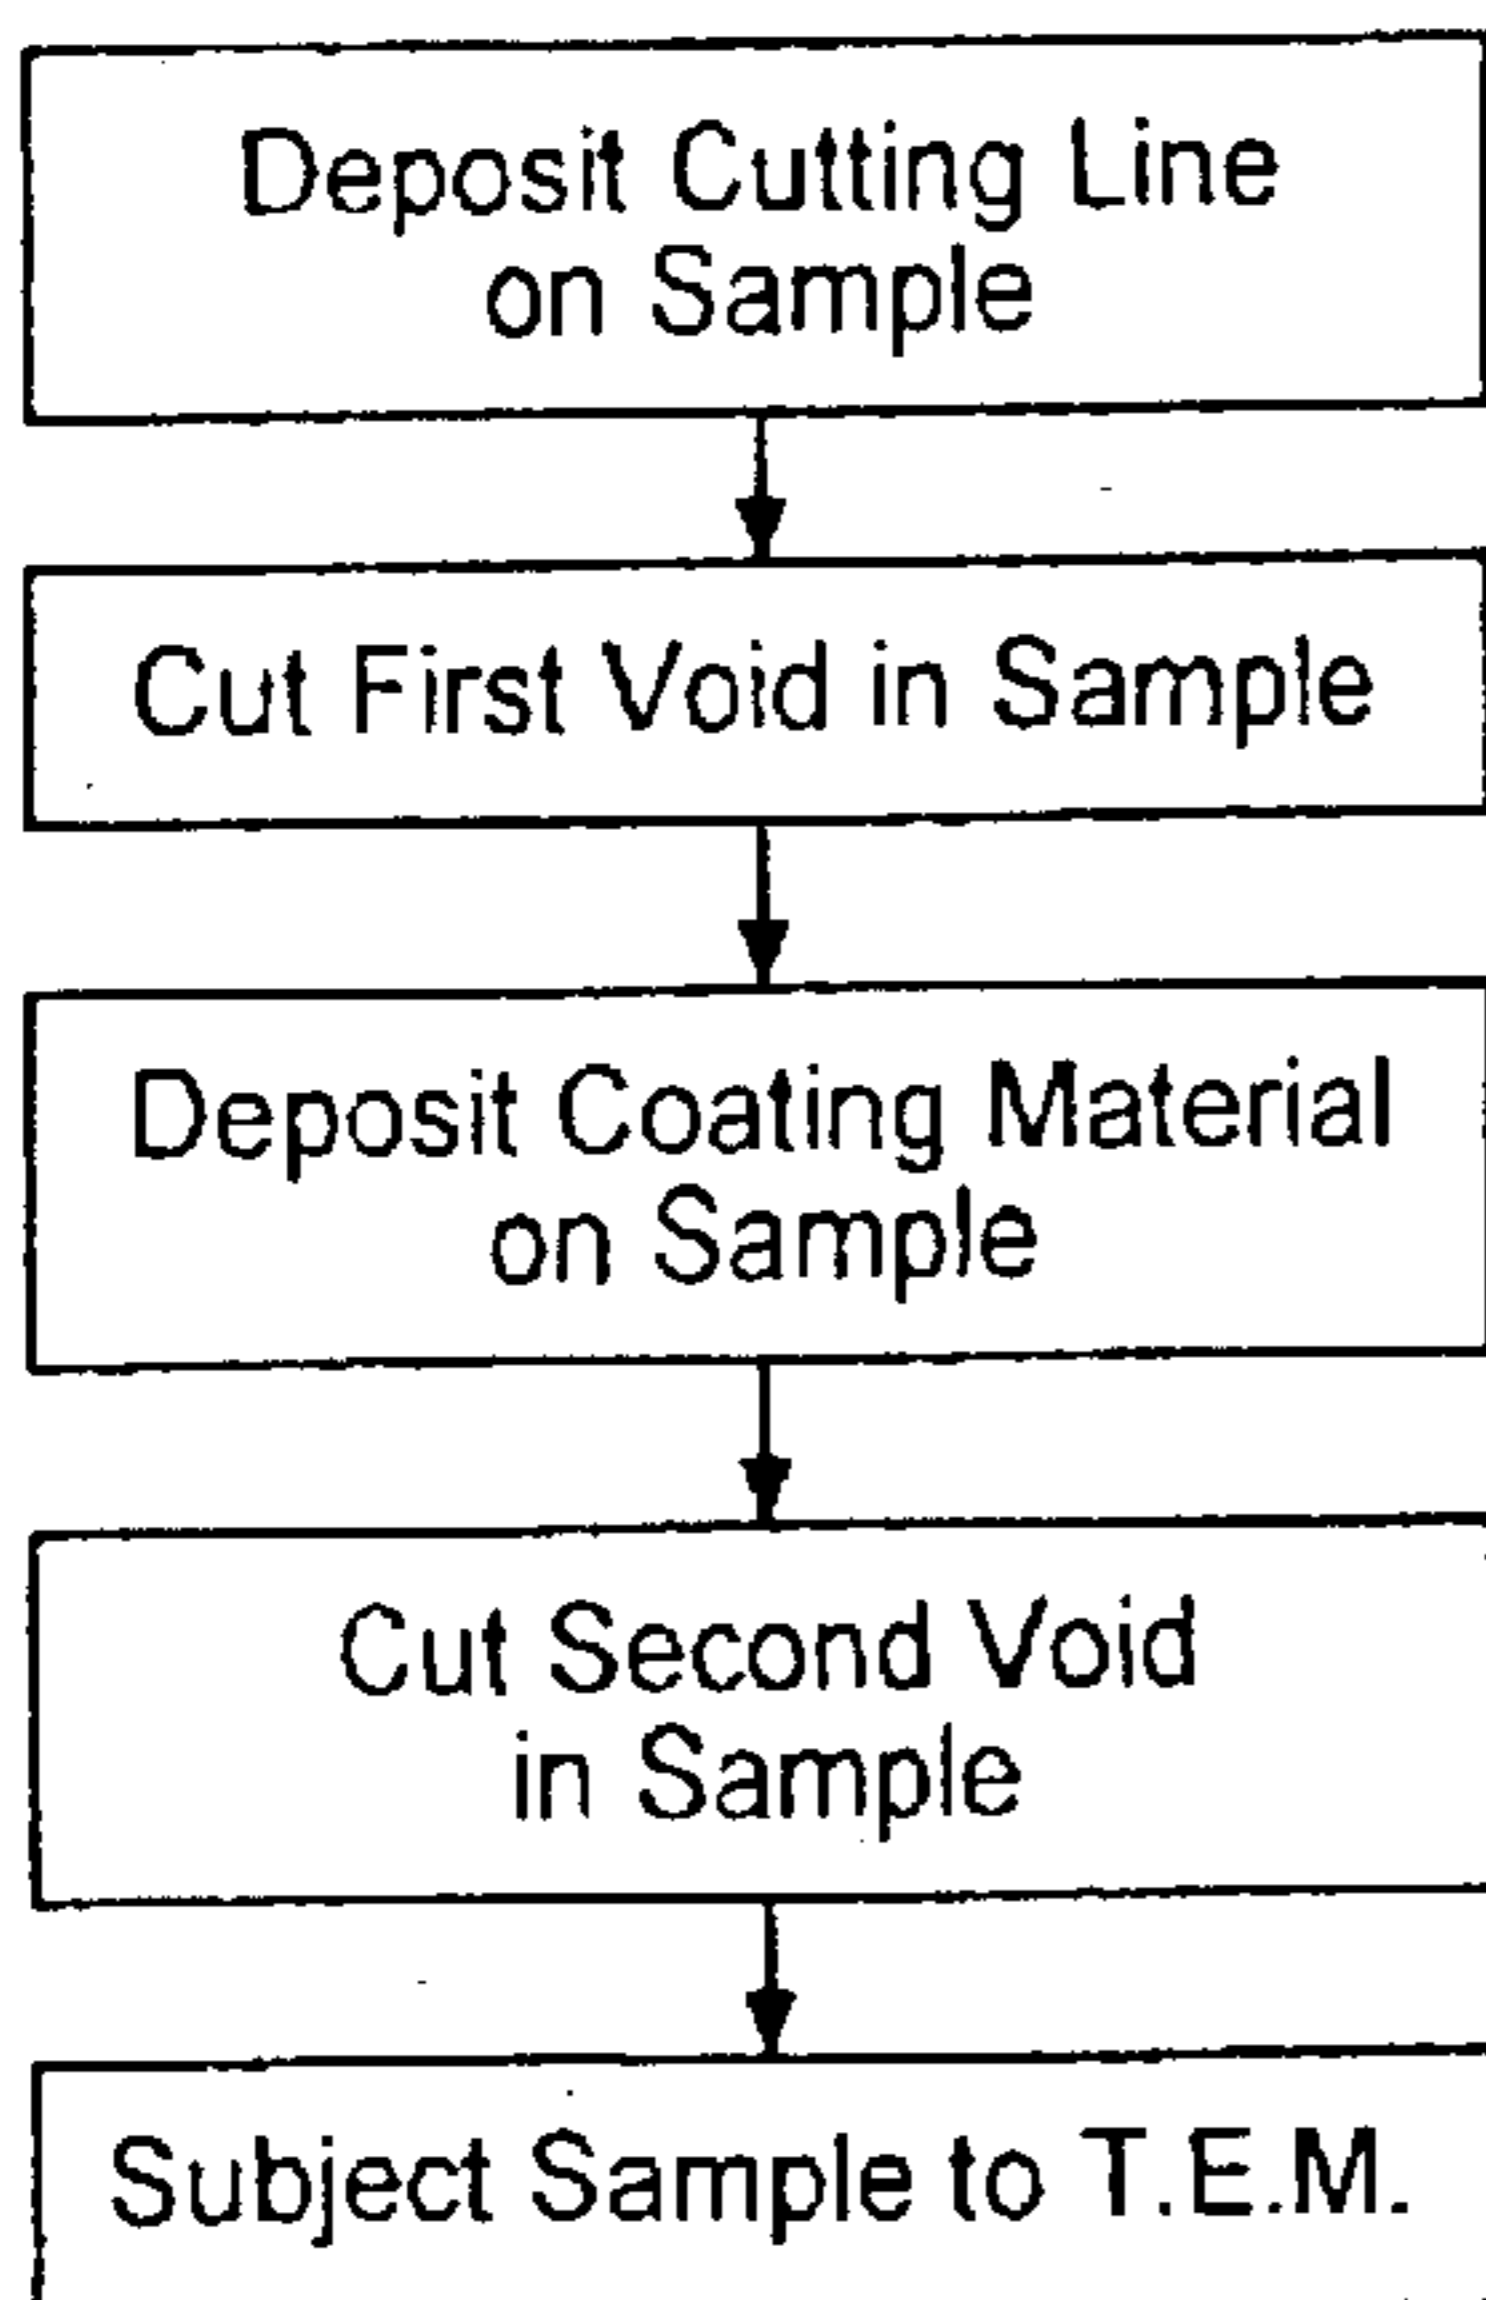 Deposit Cutting Line
on Sample
Cut First Void in Sample
Deposit Coating Material
on Sample
Cut Second Void
in Sample
Subject Sample to T.E.M.